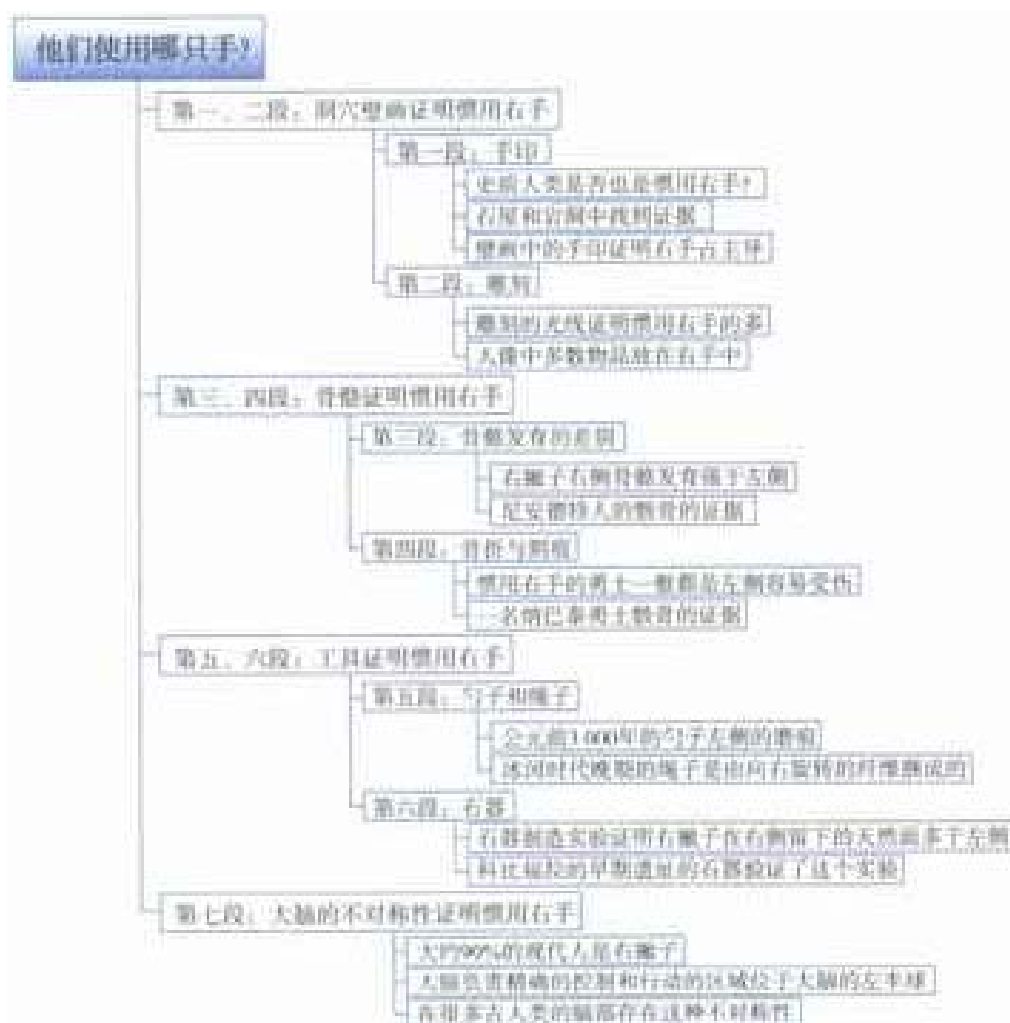 他们使用哪只手?
第一、二段：洞穴壁画证明惯用右手
第一段：手印
史前人类是否也是惯用右手?
石屋和岩洞中找到证据
壁画中的手印证明右手占主导
第二段：雕刻
雕刻的光线证明惯用右手的多
人像中多数物品放在右手中
第三、四段：骨骼证明惯用右手
第三段：骨骼发育的差别
右撇子右侧骨骼发育强于左侧
尼安德特人的骸骨的证据
第四段：骨折与
惯用右手的勇士一般都是左侧容易受伤
一名纳巴泰勇士骸骨的证据
第五、六段：工具证明惯用右手
第五段：勺子和绳子
公元前1000年的勺子左侧的磨痕
冰河时代晚期的绳子是由向右旋转的纤维制成的
第六段：石器
石器制造实验证明右撇子在右侧留下的天然面多于左侧
科比福拉的早期遗址的石器验证了这个实验
第七段：大脑的不对称性证明惯用右手
大约90%的现代人是右撇子
大脑负责精确的控制和行动的区域位于大脑的左半球
在很多古人类的脑部存在这种不对称性